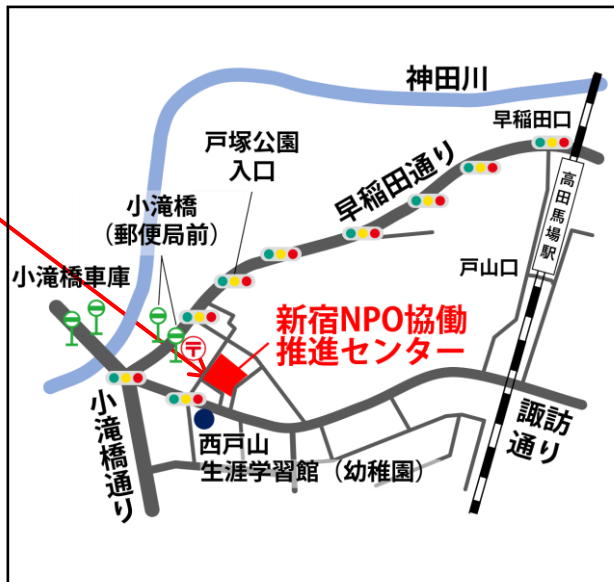 神田川
早稲田口
戸塚公園
入口
早稲田通り
高田馬場駅
小滝橋
（郵便局前）
戸山口
小滝橋車庫
〒
新宿NPO協働
推進センター
小滝橋通り
諏訪
通り
西戸山
生涯学習館（幼稚園）